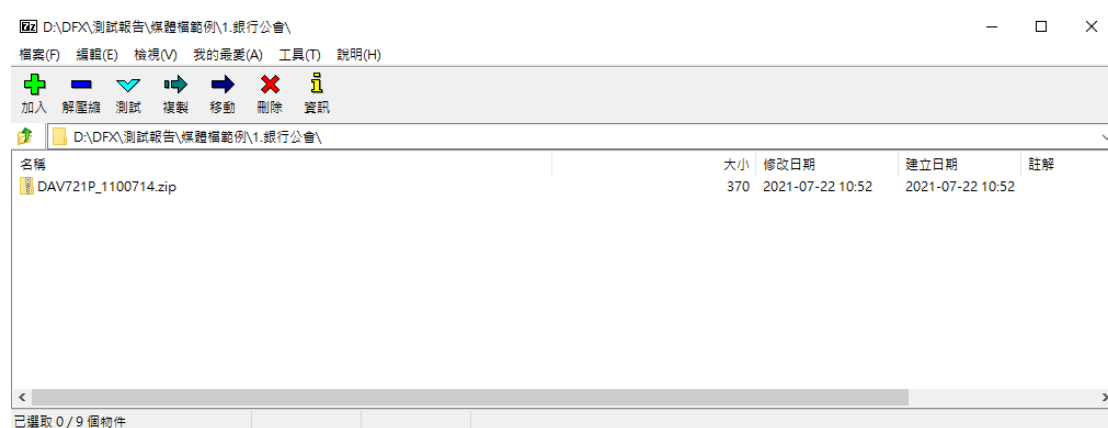 7z D:\DFX\測試報告\媒體檔範例\1.銀行公會\
檔案(F) 編輯(E) 檢視(V) 我的最愛(A) 工具(T) 說明(H)
加入 解壓縮 測試 複製 移動 刪除 資訊
D:\DFX\測試報告\媒體檔範例\1.銀行公會\
名稱 大小 修改日期 建立日期 註解
DAV721P_1100714.zip 370 2021-07-22 10:52 2021-07-22 10:52
已選取 0 / 9 個物件